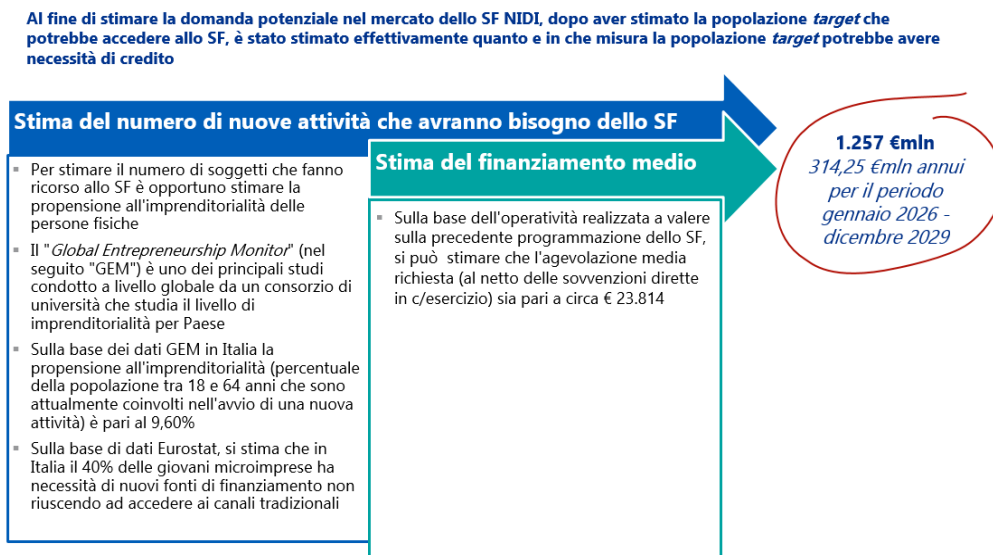 Al fine di stimare la domanda potenziale nel mercato dello SF NIDI, dopo aver stimato la popolazione target che
potrebbe accedere allo SF, è stato stimato effettivamente quanto e in che misura la popolazione target potrebbe avere
necessità di credito
Stima del numero di nuove attività che avranno bisogno dello SF
▪ Per stimare il numero di soggetti che fanno
ricorso allo SF è opportuno stimare la
propensione all'imprenditorialità delle
persone fisiche
▪ Il "Global Entrepreneurship Monitor" (nel
seguito "GEM") è uno dei principali studi
condotto a livello globale da un consorzio di
università che studia il livello di
imprenditorialità per Paese
▪ Sulla base dei dati GEM in Italia la
propensione all'imprenditorialità (percentuale
della popolazione tra 18 e 64 anni che sono
attualmente coinvolti nell'avvio di una nuova
attività) è pari al 9,60%
▪ Sulla base di dati Eurostat, si stima che in
Italia il 40% delle giovani microimprese ha
necessità di nuovi fonti di finanziamento non
riuscendo ad accedere ai canali tradizionali
Stima del finanziamento medio
▪ Sulla base dell'operatività realizzata a valere
sulla precedente programmazione dello SF,
si può stimare che l'agevolazione media
richiesta (al netto delle sovvenzioni dirette
in c/esercizio) sia pari a circa € 23.814
1.257 €mln
314,25 €mln annui
per il periodo
gennaio 2026 -
dicembre 2029